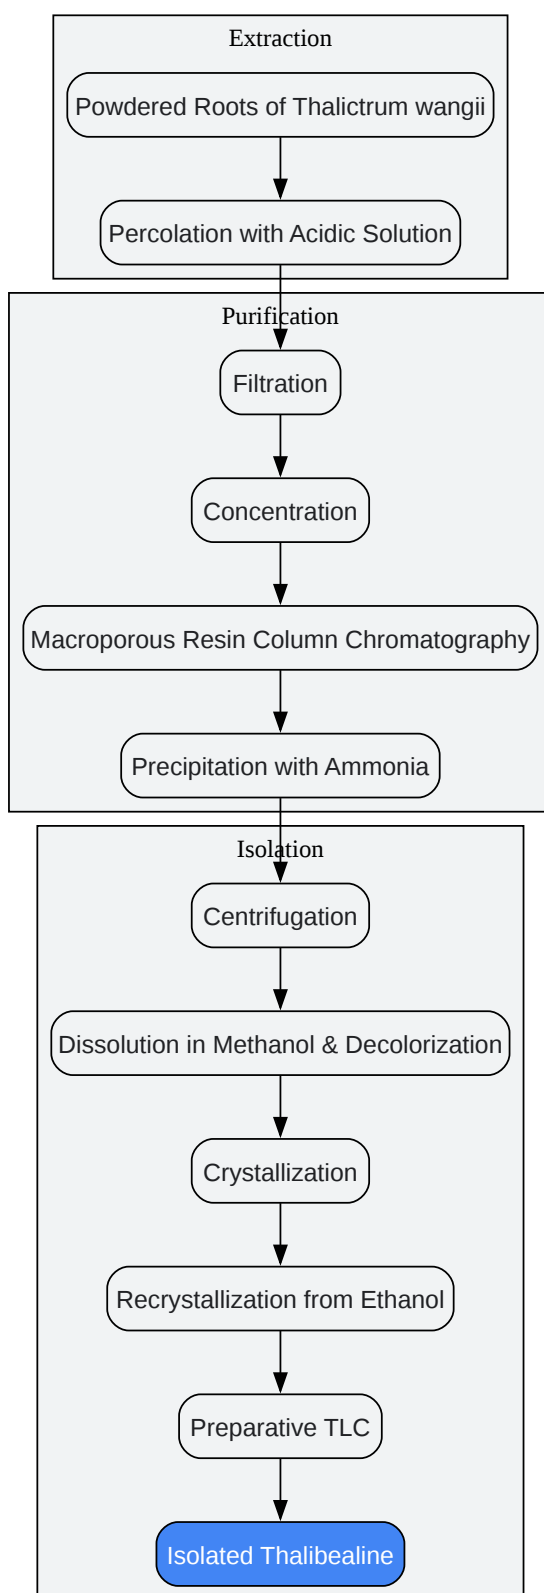 Extraction
Powdered Roots of Thalictrum wangii
Percolation with Acidic Solution
Purification
Filtration
Concentration
Macroporous Resin Column Chromatography
Precipitation with Ammonia
Isolation
Centrifugation
Dissolution in Methanol & Decolorization
Crystallization
Recrystallization from Ethanol
Preparative TLC
Isolated Thalibealine